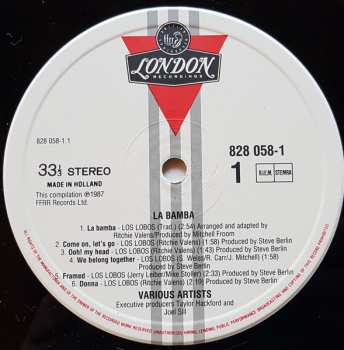 LONDON
RECORDINGS
828 058-1.1
33⅓ STEREO
MADE IN HOLLAND
This compilation ℗1987
FFRR Records Ltd.
828 058-1
1
B.I.E.M. STEMRA
LA BAMBA
1. La bamba - LOS LOBOS (Trad.) (2:54) Arranged and adapted by
Ritchie Valens/Produced by Mitchell Froom
2. Come on, let's go - LOS LOBOS (Ritchie Valens) (1:58) Produced by Steve Berlin
3. Ooh! my head - LOS LOBOS (Ritchie Valens) (1:43) Produced by Steve Berlin
4. We belong together - LOS LOBOS (S. Weiss/R. Carr/J. Mitchell) (1:58)
Produced by Steve Berlin
5. Framed - LOS LOBOS (Jerry Leiber/Mike Stoller) (2:33) Produced by Steve Berlin
6. Donna - LOS LOBOS (Ritchie Valens) (2:19) Produced by Steve Berlin
VARIOUS ARTISTS
Executive producers Taylor Hackford and
Joel Sill